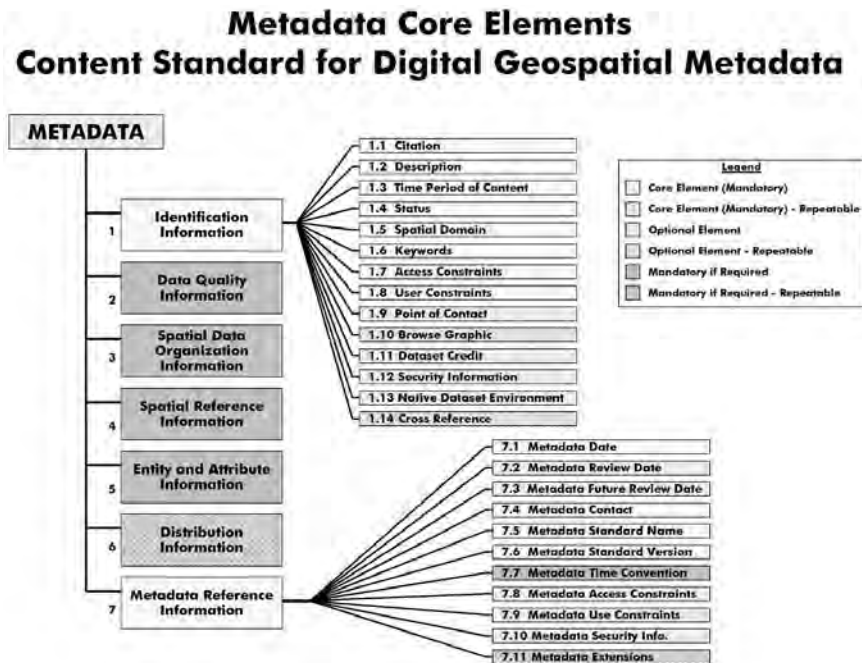 Metadata Core Elements
Content Standard for Digital Geospatial Metadata
METADATA
1
Identification
Information
2
Data Quality
Information
3
Spatial Data
Organization
Information
4
Spatial Reference
Information
5
Entity and Attribute
Information
6
Distribution
Information
7
Metadata Reference
Information
1.1 Citation
1.2 Description
1.3 Time Period of Content
1.4 Status
1.5 Spatial Domain
1.6 Keywords
1.7 Access Constraints
1.8 User Constraints
1.9 Point of Contact
1.10 Browse Graphic
1.11 Dataset Credit
1.12 Security Information
1.13 Native Dataset Environment
1.14 Cross Reference
7.1 Metadata Date
7.2 Metadata Review Date
7.3 Metadata Future Review Date
7.4 Metadata Contact
7.5 Metadata Standard Name
7.6 Metadata Standard Version
7.7 Metadata Time Convention
7.8 Metadata Access Constraints
7.9 Metadata Use Constraints
7.10 Metadata Security Info.
7.11 Metadata Extensions
Legend
Core Element (Mandatory)
Core Element (Mandatory) - Repeatable
Optional Element
Optional Element - Repeatable
Mandatory if Required
Mandatory if Required - Repeatable